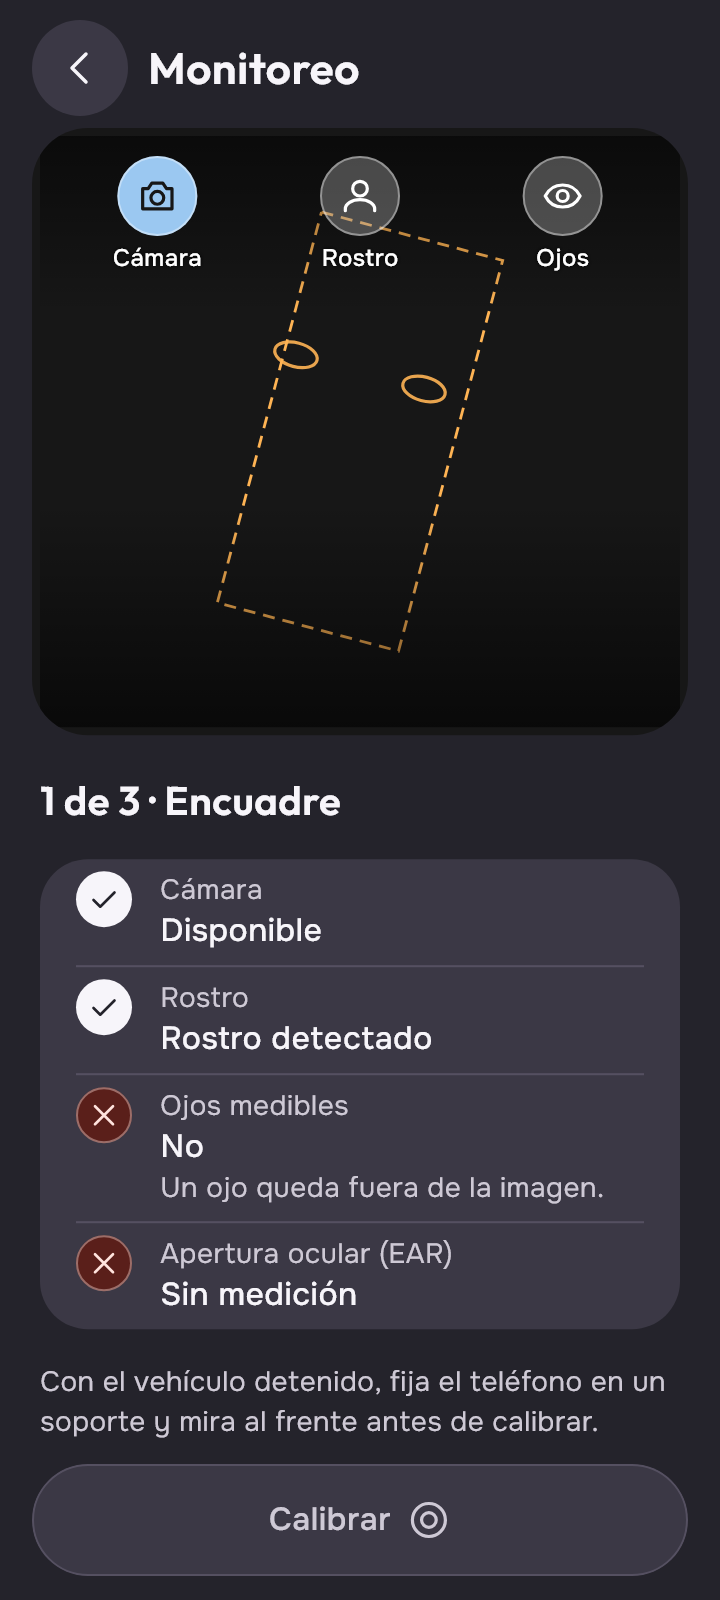 Monitoreo
Cámara
Rostro
Ojos
1 de 3 · Encuadre
Cámara
Disponible
Rostro
Rostro detectado
Ojos medibles
No
Un ojo queda fuera de la imagen.
Apertura ocular (EAR)
Sin medición
Con el vehículo detenido, fija el teléfono en un
soporte y mira al frente antes de calibrar.
Calibrar